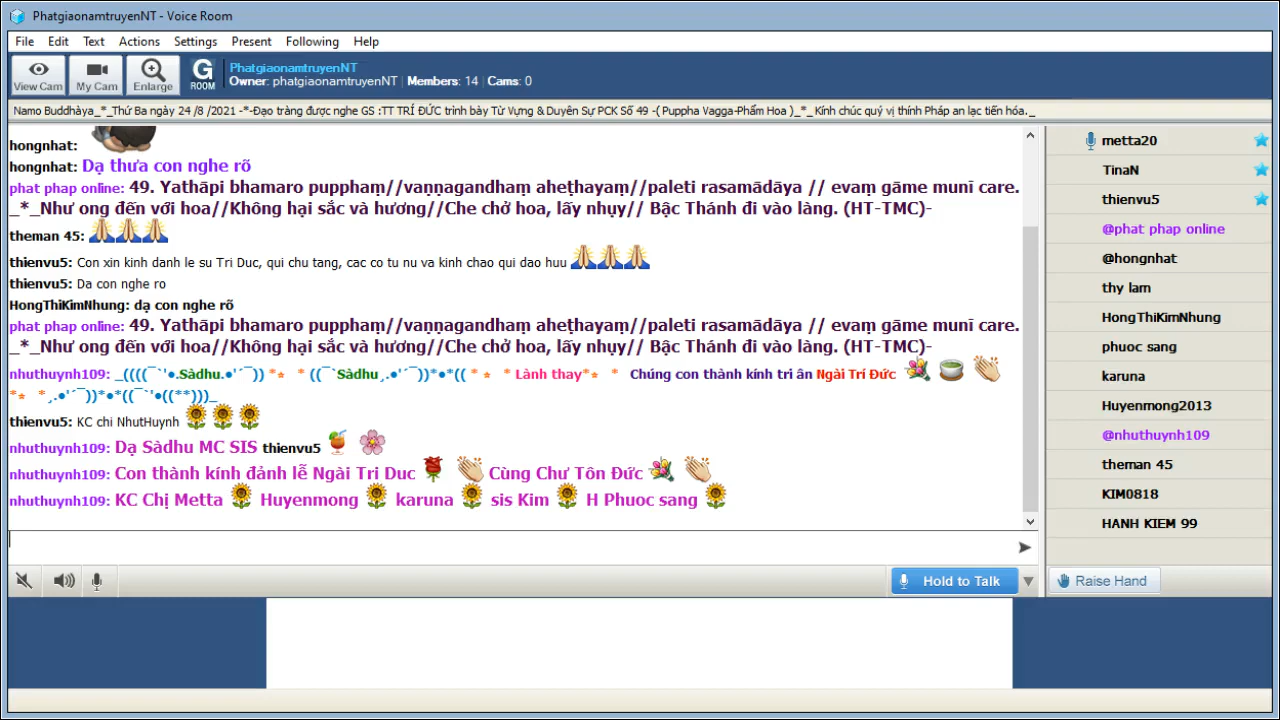 PhatgiaonamtruyenNT - Voice Room
File Edit Text Actions Settings Present Following Help
View Cam My Cam Enlarge G ROOM
PhatgiaonamtruyenNT
Owner: phatgiaonamtruyenNT | Members: 14 | Cams: 0
Namo Buddhàya_*_Thứ Ba ngày 24 /8 /2021 -*-Đạo tràng được nghe GS :TT TRÍ ĐỨC trình bày Từ Vựng & Duyên Sự PCK Số 49 -( Puppha Vagga-Phẩm Hoa )_*_Kính chúc quý vị thính Pháp an lạc tiến hóa._
hongnhat:
hongnhat: Dạ thưa con nghe rõ
phat phap online: 49. Yathāpi bhamaro pupphaṃ//vaṇṇagandhaṃ aheṭhayaṃ//paleti rasamādāya // evaṃ gāme munī care.
_*_Như ong đến với hoa//Không hại sắc và hương//Che chở hoa, lấy nhụy// Bậc Thánh đi vào làng. (HT-TMC)-
theman 45: 🙏🙏🙏
thienvu5: Con xin kinh danh le su Tri Duc, qui chu tang, cac co tu nu va kinh chao qui dao huu 🙏🙏🙏
thienvu5: Da con nghe ro
HongThiKimNhung: dạ con nghe rõ
phat phap online: 49. Yathāpi bhamaro pupphaṃ//vaṇṇagandhaṃ aheṭhayaṃ//paleti rasamādāya // evaṃ gāme munī care.
_*_Như ong đến với hoa//Không hại sắc và hương//Che chở hoa, lấy nhụy// Bậc Thánh đi vào làng. (HT-TMC)-
nhuthuynh109: _((((¯`'•.Sàdhu.•'´¯)) *⭒ * ((¯`Sàdhu¸.•'´¯))*•*(( * ⭒ * Lành thay*⭒ * Chúng con thành kính tri ân Ngài Trí Đức 💐 🍵 👏
*⭒ *¸.•'´¯))*•*((¯`'•((**)))_
thienvu5: KC chi NhutHuynh 🌻🌻🌻
nhuthuynh109: Dạ Sàdhu MC SIS thienvu5 🍹 🌸
nhuthuynh109: Con thành kính đảnh lễ Ngài Tri Duc 🌹 👏 Cùng Chư Tôn Đức 💐 👏
nhuthuynh109: KC Chị Metta 🌻 Huyenmong 🌻 karuna 🌻 sis Kim 🌻 H Phuoc sang 🌻
Hold to Talk
metta20
TinaN
thienvu5
@phat phap online
@hongnhat
thy lam
HongThiKimNhung
phuoc sang
karuna
Huyenmong2013
@nhuthuynh109
theman 45
KIM0818
HANH KIEM 99
Raise Hand